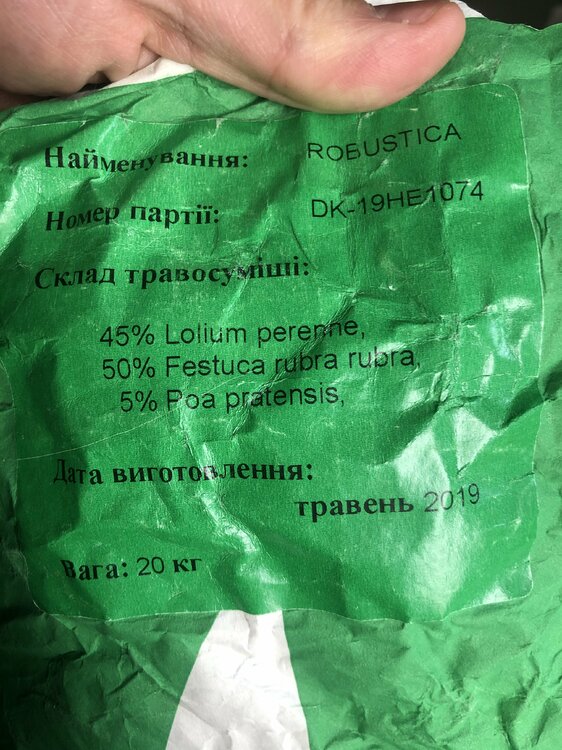 Найменування: ROBUSTICA
Номер партії: DK-19HE1074
Склад травосуміші:
45% Lolium perenne,
50% Festuca rubra rubra,
5% Poa pratensis,
Дата виготовлення:
травень 2019
Вага: 20 кг